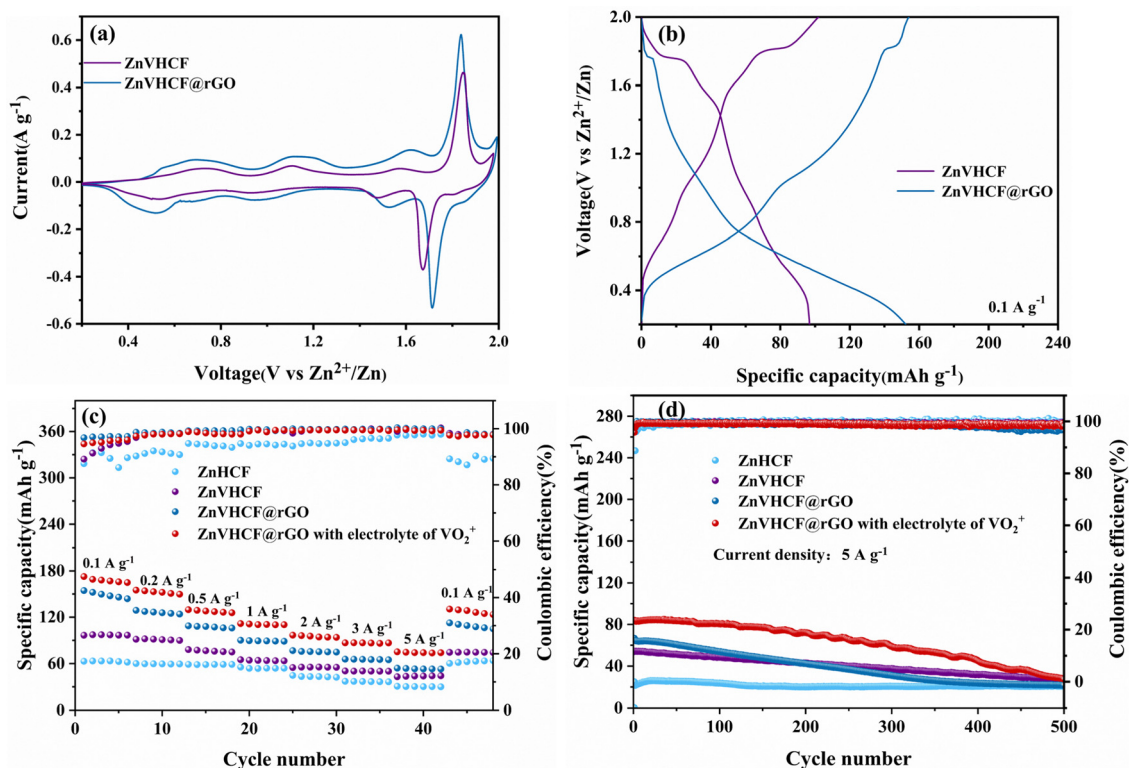 (a)
ZnVHCF
ZnVHCF@rGO
Current(A g-1)
0.6
0.4
0.2
0.0
-0.2
-0.4
-0.6
0.4
0.8
1.2
1.6
2.0
Voltage(V vs Zn2+/Zn)
(b)
Voltage(V vs Zn2+/Zn)
2.0
1.6
1.2
0.8
0.4
ZnVHCF
ZnVHCF@rGO
0.1 A g-1
0
40
80
120
160
200
240
Specific capacity(mAh g-1)
(c)
Specific capacity(mAh g-1)
360
330
300
240
180
120
60
0
ZnHCF
ZnVHCF
ZnVHCF@rGO
ZnVHCF@rGO with electrolyte of VO2+
0.1 A g-1
0.2 A g-1
0.5 A g-1
1 A g-1
2 A g-1
3 A g-1
5 A g-1
0.1 A g-1
100
80
60
40
20
0
Coulombic efficiency(%)
0
10
20
30
40
Cycle number
(d)
Specific capacity(mAh g-1)
280
260
240
160
120
80
40
0
ZnHCF
ZnVHCF
ZnVHCF@rGO
ZnVHCF@rGO with electrolyte of VO2+
Current density: 5 A g-1
100
80
60
40
20
0
Coulombic efficiency(%)
0
100
200
300
400
500
Cycle number